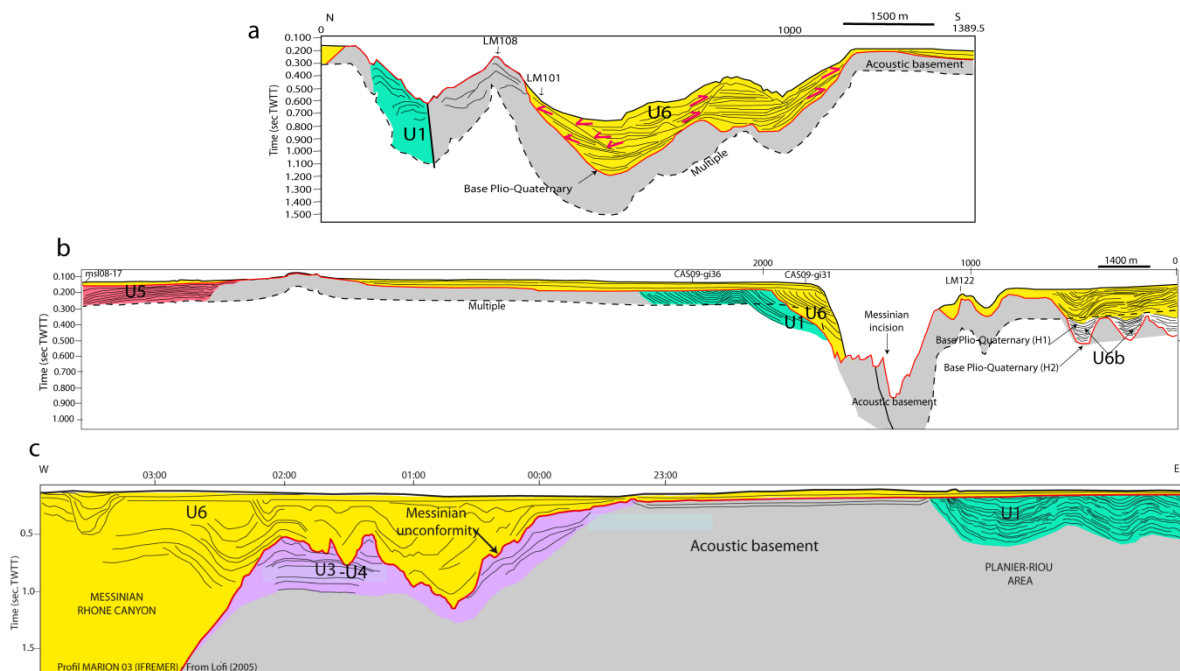 a
N
1500 m
S
0
1000
1389.5
LM108
LM101
Acoustic basement
0.100
0.200
0.300
0.400
0.500
0.600
0.700
0.800
0.900
1.000
1.100
1.200
1.300
1.400
1.500
Time (sec TWTT)
U1
U6
Multiple
Base Plio-Quaternary
b
msl08-17
CAS09-gi36
2000
CAS09-gi31
1000
1400 m
0
LM122
0.100
0.200
0.300
0.400
0.500
0.600
0.700
0.800
0.900
1.000
Time (sec TWTT)
U5
Multiple
U1
U6
Messinian
incision
Base Plio-Quaternary (H1)
U6b
Base Plio-Quaternary (H2)
Acoustic basement
c
W
03:00
02:00
01:00
00:00
23:00
E
0.5
1.0
1.5
Time (sec. TWTT)
U6
Messinian
unconformity
U1
U3-U4
Acoustic basement
MESSINIAN
RHONE CANYON
PLANIER-RIOU
AREA
Profil MARION 03 (IFREMER) - From Lofi (2005)